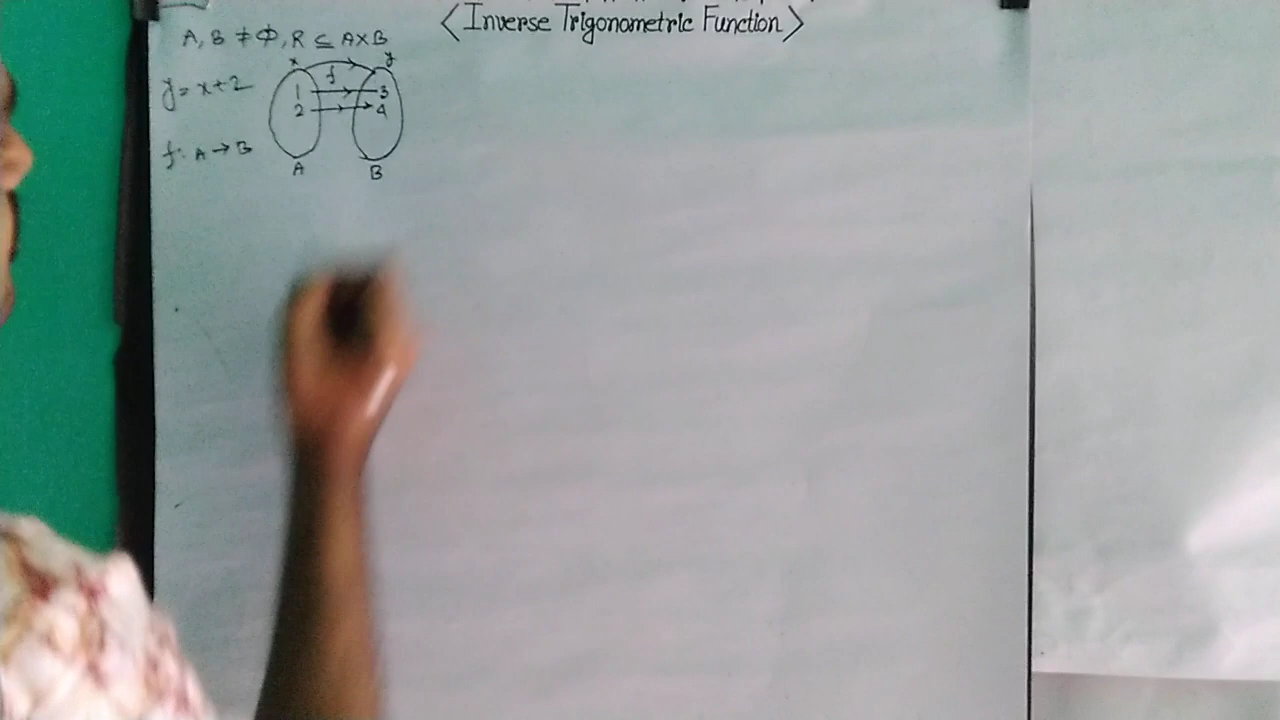 <Inverse Trigonometric Function>
A, B ≠ Φ, R ⊆ A×B
x y
y = x+2
f
1 3
2 4
f: A → B
A B